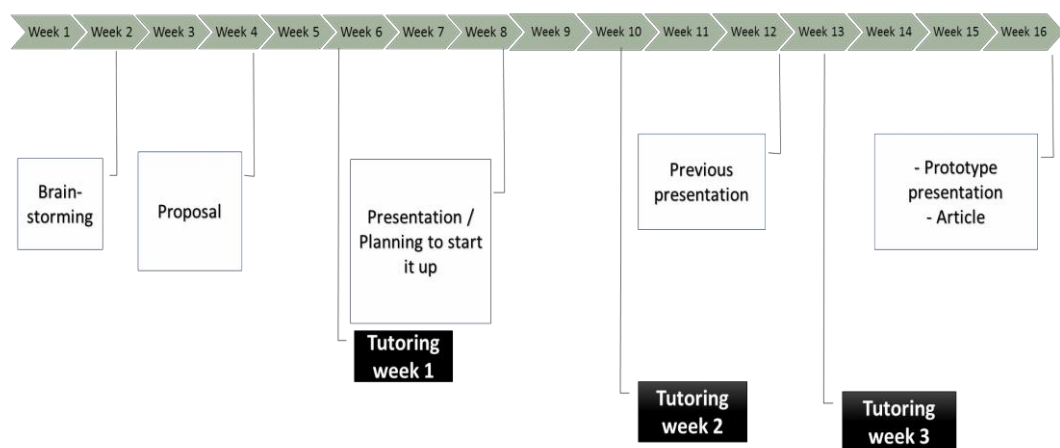 Week 1
Week 2
Week 3
Week 4
Week 5
Week 6
Week 7
Week 8
Week 9
Week 10
Week 11
Week 12
Week 13
Week 14
Week 15
Week 16
Brain-
storming
Proposal
Presentation /
Planning to start
it up
Previous
presentation
- Prototype
presentation
- Article
Tutoring
week 1
Tutoring
week 2
Tutoring
week 3